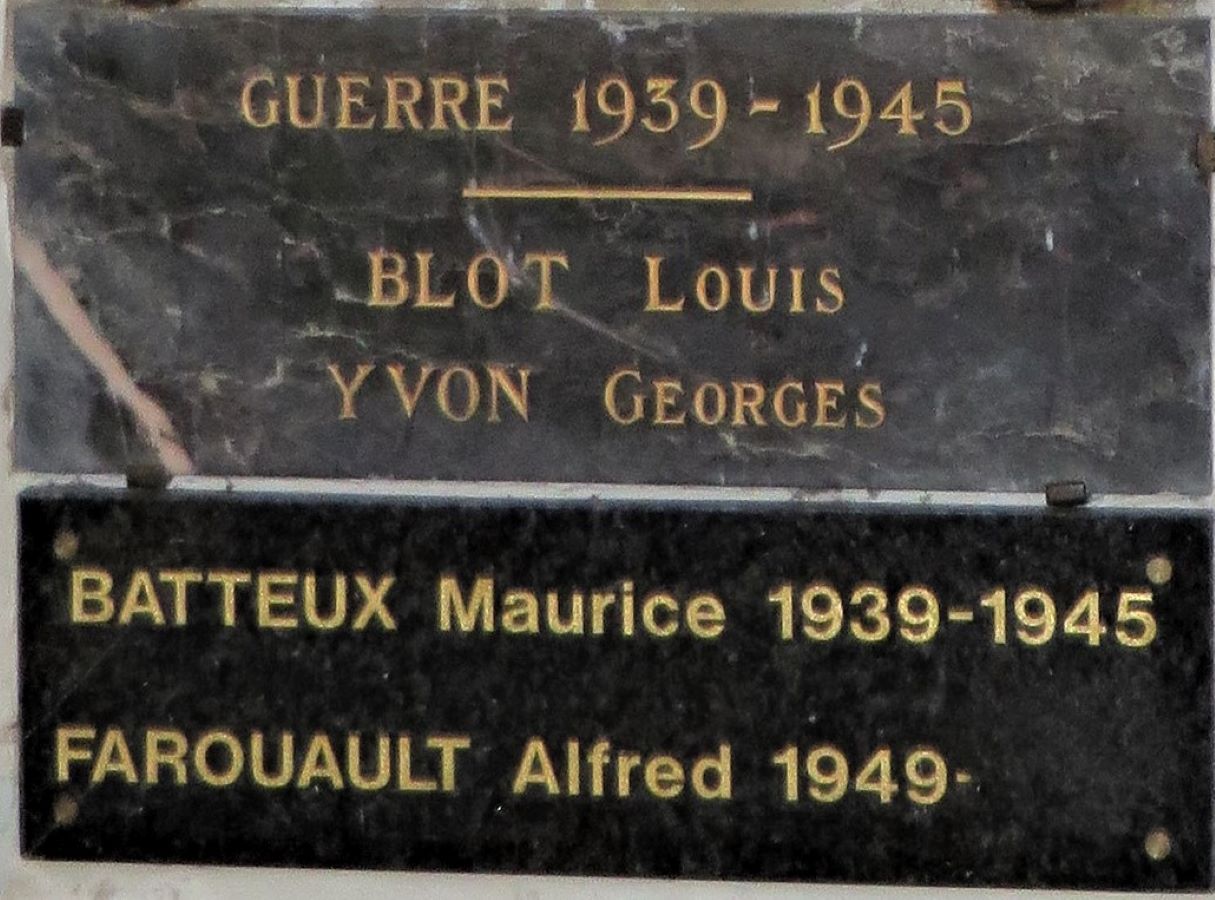 GUERRE 1939-1945
BLOT LOUIS
YVON GEORGES
BATTEUX Maurice 1939-1945
FAROUAULT Alfred 1949-